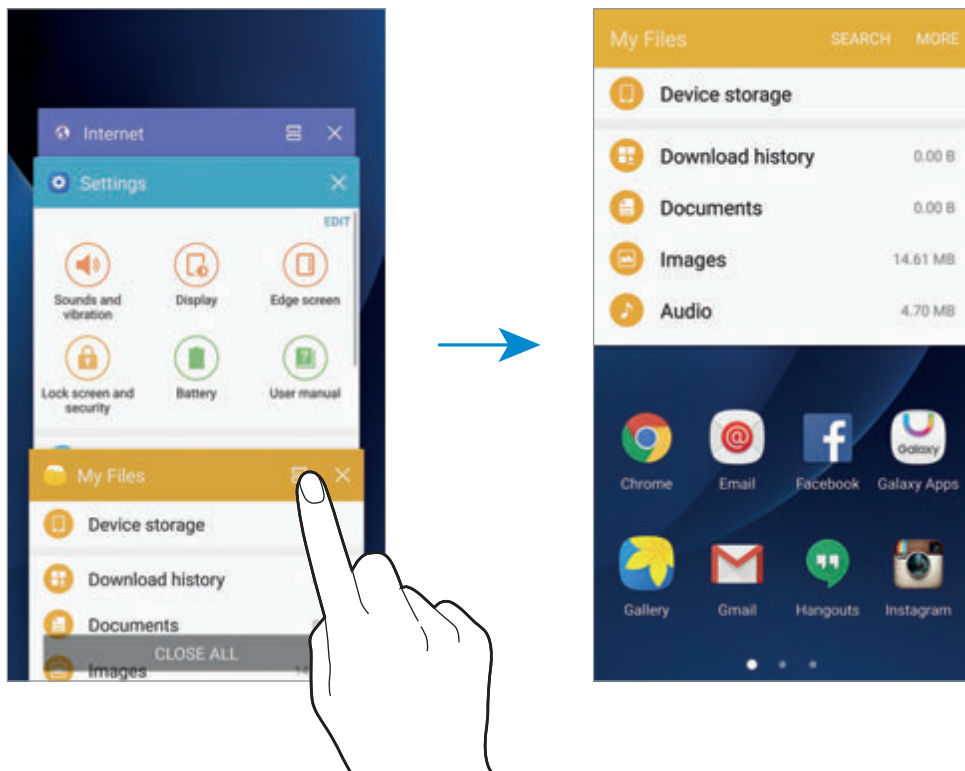 Internet
Settings
EDIT
Sounds and
vibration
Display
Edge screen
Lock screen and
security
Battery
User manual
My Files
Device storage
Download history
Documents
CLOSE ALL
Images
My Files SEARCH MORE
Device storage
Download history 0.00 B
Documents 0.00 B
Images 14.61 MB
Audio 4.70 MB
Galaxy
Chrome Email Facebook Galaxy Apps
Gallery Gmail Hangouts Instagram